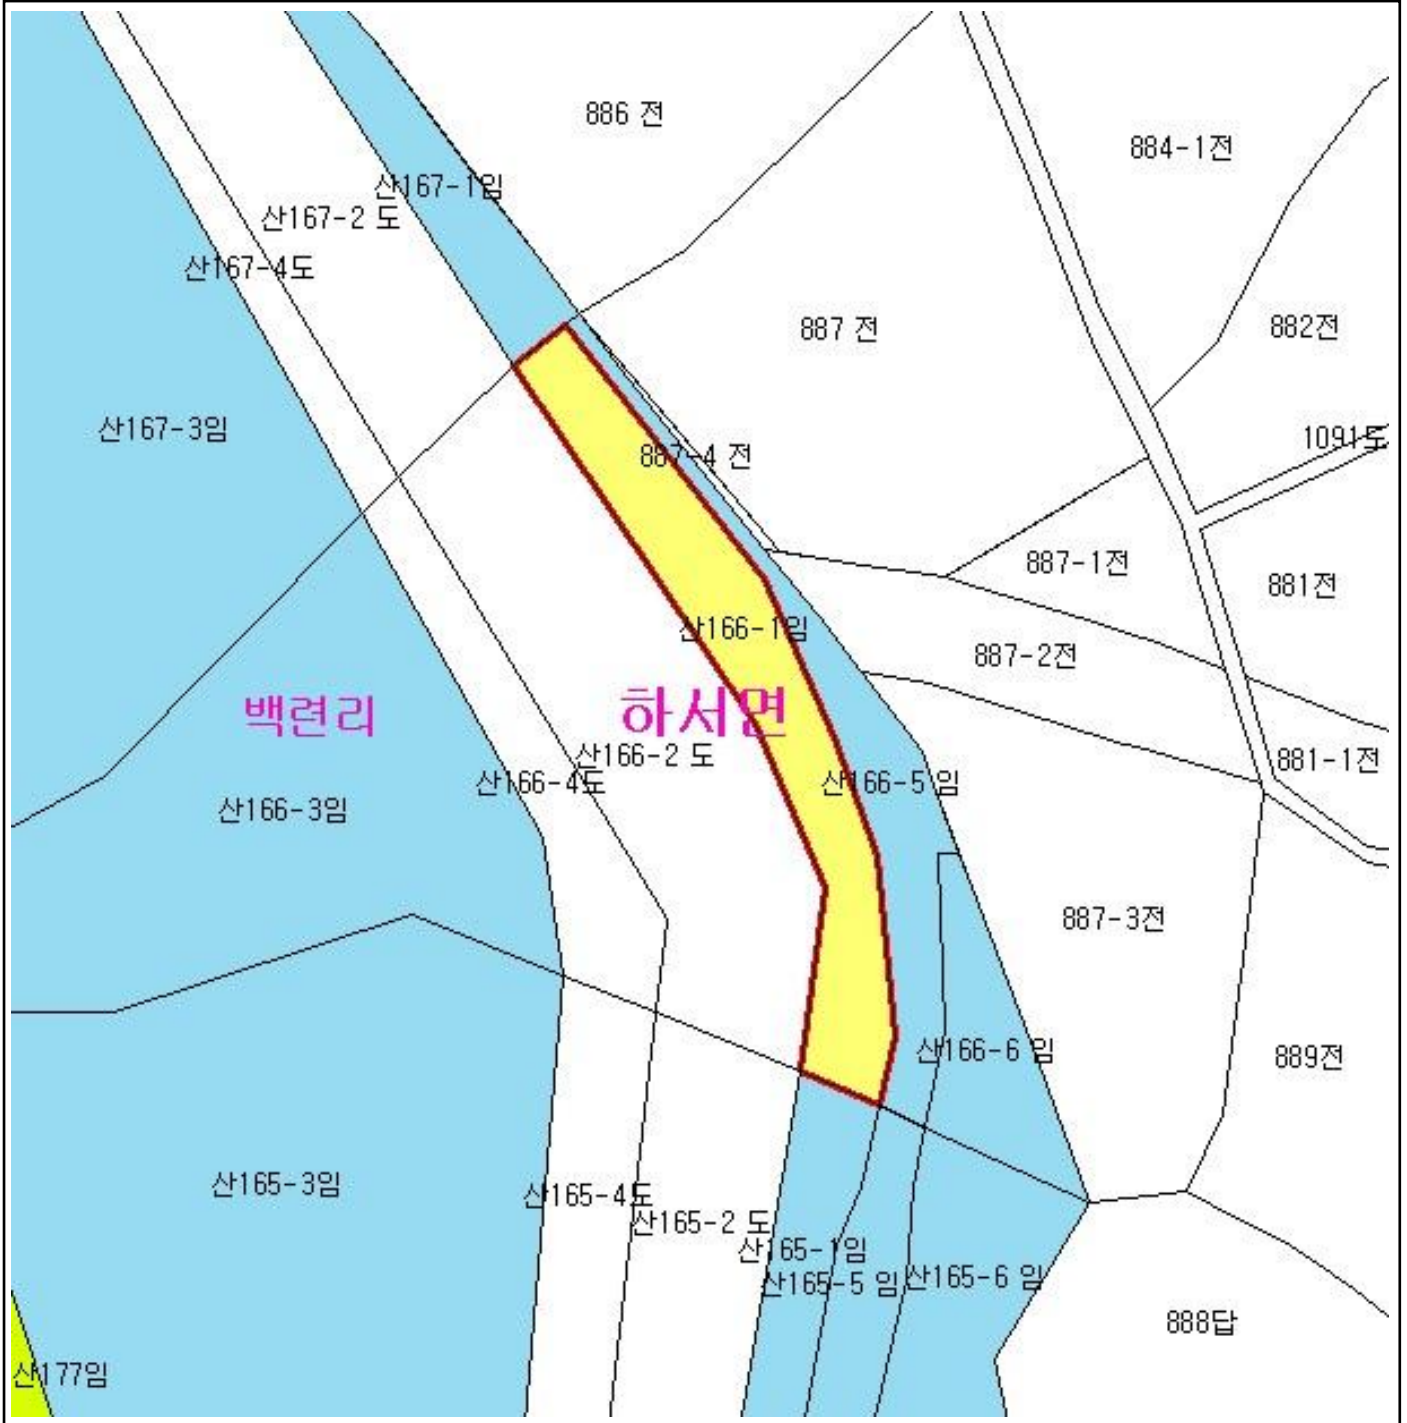 886 전
884-1전
산167-1임
산167-2 도
산167-4도
887 전
882전
산167-3임
1091도
887-4 전
887-1전
881전
산166-1임
887-2전
백련리
하서면
산166-2 도
881-1전
산166-4도
산166-5 임
산166-3임
887-3전
산166-6 임
889전
산165-3임
산165-4도
산165-2 도
산165-1임
산165-5 임
산165-6 임
888답
산177임